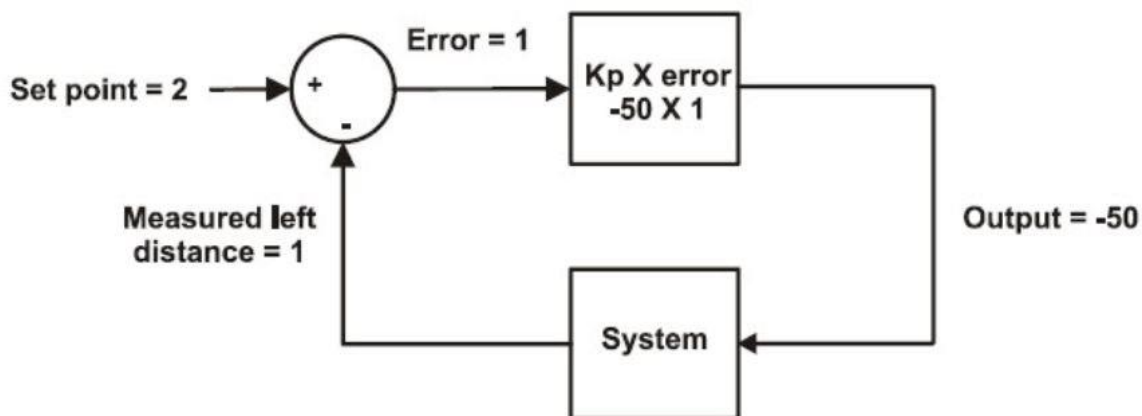 Error = 1
Set point = 2
+
-
Kp X error
-50 X 1
Measured left
distance = 1
Output = -50
System